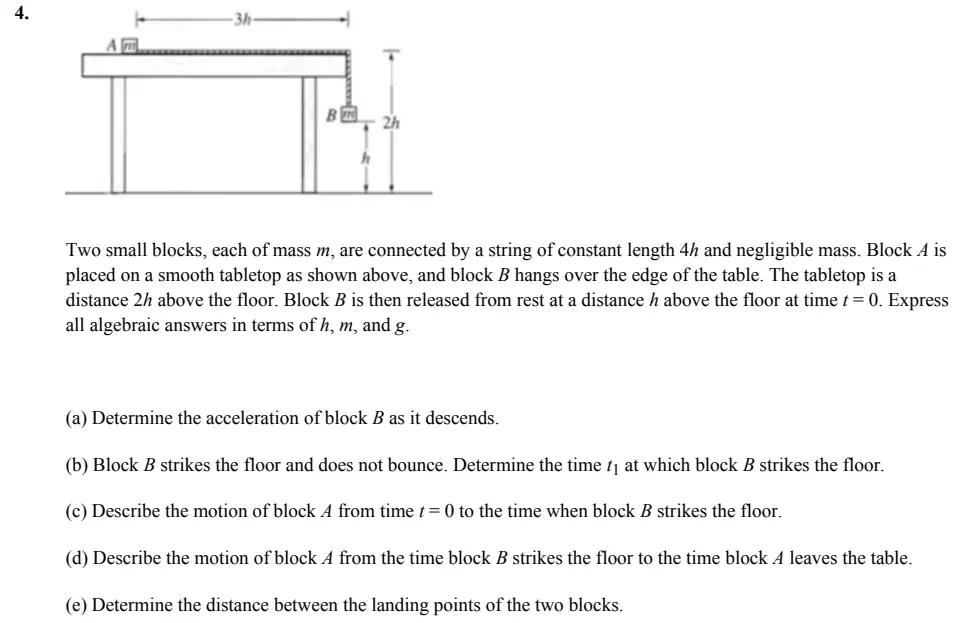 4.
3h
A m
B m
2h
h
Two small blocks, each of mass m, are connected by a string of constant length 4h and negligible mass. Block A is
placed on a smooth tabletop as shown above, and block B hangs over the edge of the table. The tabletop is a
distance 2h above the floor. Block B is then released from rest at a distance h above the floor at time t = 0. Express
all algebraic answers in terms of h, m, and g.
(a) Determine the acceleration of block B as it descends.
(b) Block B strikes the floor and does not bounce. Determine the time t₁ at which block B strikes the floor.
(c) Describe the motion of block A from time t = 0 to the time when block B strikes the floor.
(d) Describe the motion of block A from the time block B strikes the floor to the time block A leaves the table.
(e) Determine the distance between the landing points of the two blocks.